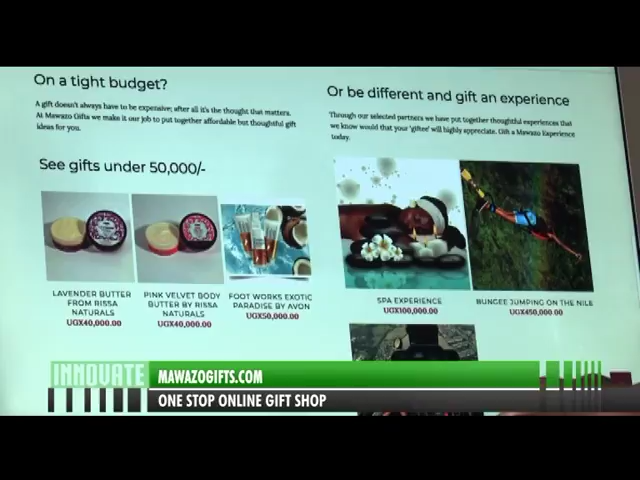 On a tight budget?
A gift doesn't always have to be expensive; after all it's the thought that matters.
At Mawazo Gifts we make it our job to put together affordable but thoughtful gift
ideas for you.
See gifts under 50,000/-
LAVENDER BUTTER
FROM RISSA
NATURALS
UGX40,000.00
PINK VELVET BODY
BUTTER BY RISSA
NATURALS
UGX40,000.00
FOOT WORKS EXOTIC
PARADISE BY AVON
UGX50,000.00
Or be different and gift an experience
Through our selected partners we have put together thoughtful experiences that
we know would that your 'giftee' will highly appreciate. Gift a Mawazo Experience
today.
SPA EXPERIENCE
UGX100,000.00
BUNGEE JUMPING ON THE NILE
UGX450,000.00
INNOVATE
MAWAZOGIFTS.COM
ONE STOP ONLINE GIFT SHOP